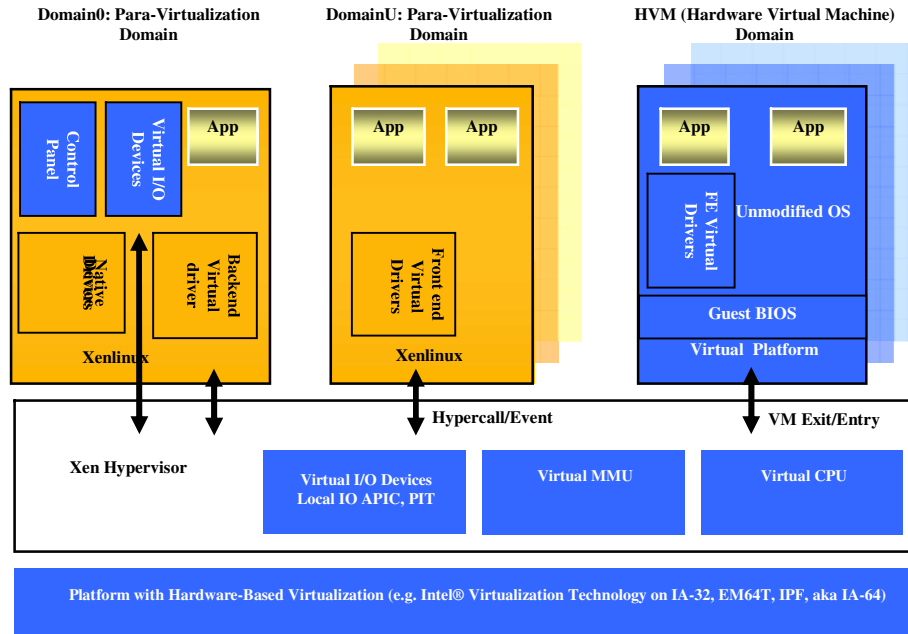 Domain0: Para-Virtualization
Domain
DomainU: Para-Virtualization
Domain
HVM (Hardware Virtual Machine)
Domain
Control
Panel
Virtual I/O
Devices
App
Native
Backend
Virtual
driver
Xenlinux
App
App
Front end
Virtual
Drivers
Xenlinux
App
App
FE Virtual
Drivers
Unmodified OS
Guest BIOS
Virtual Platform
Hypercall/Event
VM Exit/Entry
Xen Hypervisor
Virtual I/O Devices
Local IO APIC, PIT
Virtual MMU
Virtual CPU
Platform with Hardware-Based Virtualization (e.g. Intel® Virtualization Technology on IA-32, EM64T, IPF, aka IA-64)